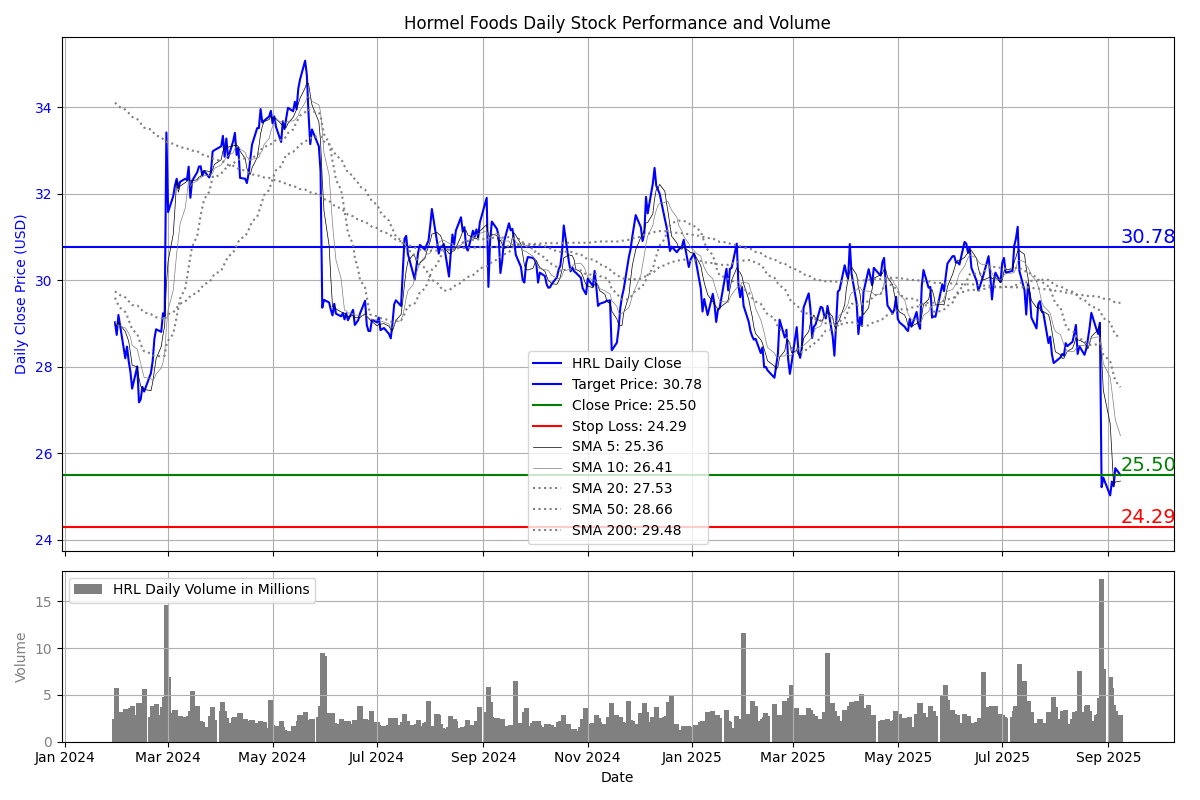 Hormel Foods Daily Stock Performance and Volume
Daily Close Price (USD)
34
32
30
28
26
24
30.78
25.50
24.29
HRL Daily Close
Target Price: 30.78
Close Price: 25.50
Stop Loss: 24.29
SMA 5: 25.36
SMA 10: 26.41
SMA 20: 27.53
SMA 50: 28.66
SMA 200: 29.48
HRL Daily Volume in Millions
Volume
15
10
5
0
Jan 2024
Mar 2024
May 2024
Jul 2024
Sep 2024
Nov 2024
Jan 2025
Mar 2025
May 2025
Jul 2025
Sep 2025
Date